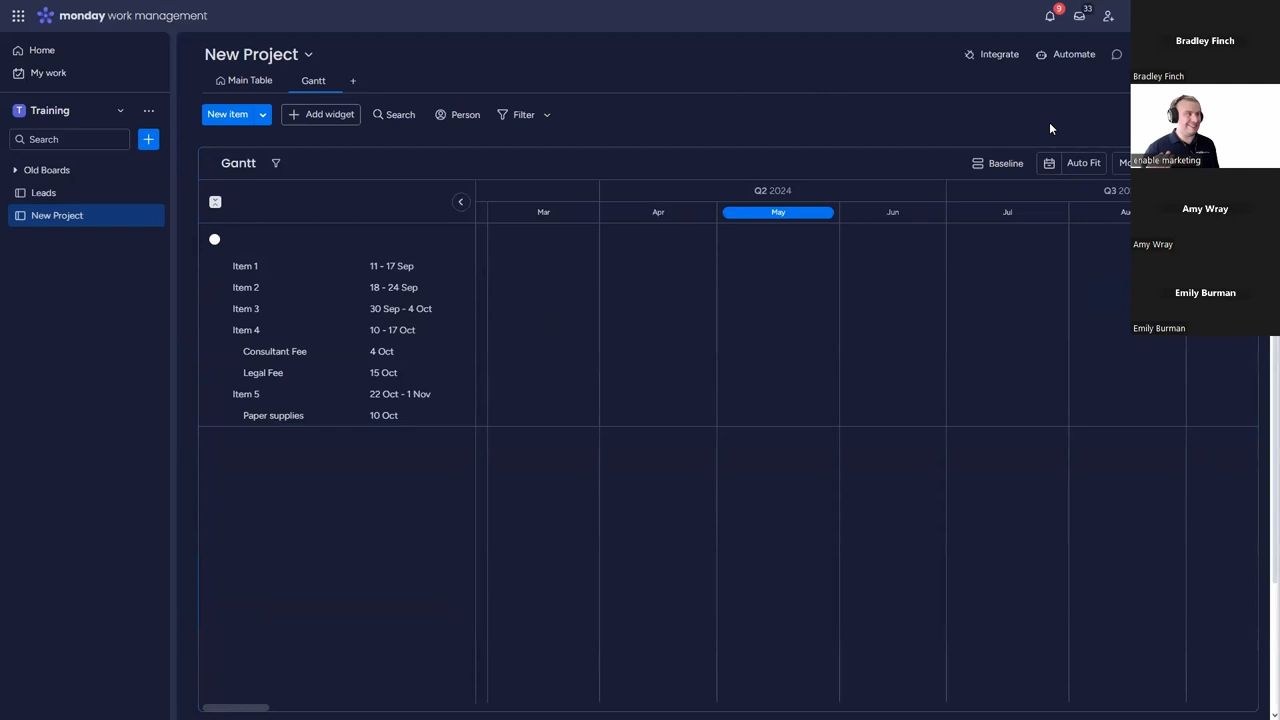 monday work management
9
33
Bradley Finch
Bradley Finch
enable marketing
Amy Wray
Amy Wray
Emily Burman
Emily Burman
Home
My work
T Training
Search
Old Boards
Leads
New Project
New Project
Integrate
Automate
Main Table
Gantt
New item
Add widget
Search
Person
Filter
Gantt
Baseline
Auto Fit
Q2 2024
Mar
Apr
May
Jun
Jul
Item 1 11 - 17 Sep
Item 2 18 - 24 Sep
Item 3 30 Sep - 4 Oct
Item 4 10 - 17 Oct
Consultant Fee 4 Oct
Legal Fee 15 Oct
Item 5 22 Oct - 1 Nov
Paper supplies 10 Oct